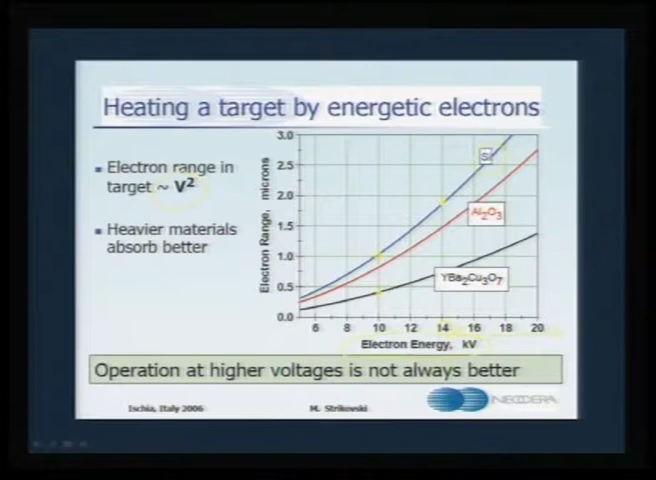 Heating a target by energetic electrons
Electron range in
target ~ V²
Heavier materials
absorb better
Electron Range, microns
3.0
2.5
2.0
1.5
1.0
0.5
0.0
Si
Al₂O₃
YBa₂Cu₃O₇
6 8 10 12 14 16 18 20
Electron Energy, kV
Operation at higher voltages is not always better
Ischia, Italy 2006
M. Strikovski
NEOCERA